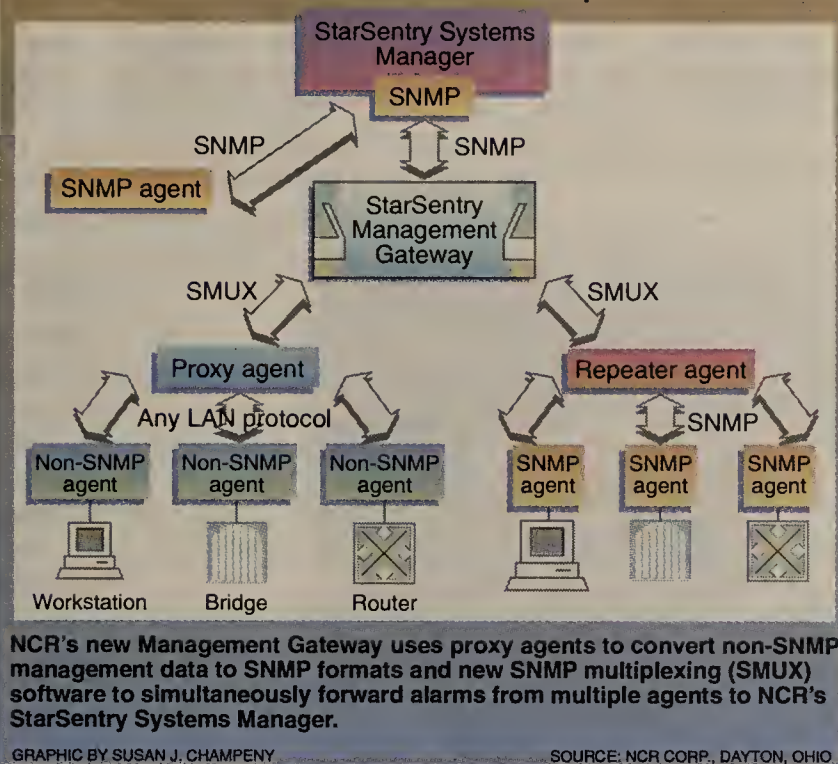 StarSentry Systems
Manager
SNMP
SNMP
SNMP
SNMP agent
StarSentry
Management
Gateway
SMUX
SMUX
Proxy agent
Repeater agent
Any LAN protocol
SNMP
Non-SNMP
agent
Non-SNMP
agent
Non-SNMP
agent
SNMP
agent
SNMP
agent
SNMP
agent
Workstation
Bridge
Router
NCR's new Management Gateway uses proxy agents to convert non-SNMP
management data to SNMP formats and new SNMP multiplexing (SMUX)
software to simultaneously forward alarms from multiple agents to NCR's
StarSentry Systems Manager.
GRAPHIC BY SUSAN J. CHAMPENY
SOURCE: NCR CORP., DAYTON, OHIO